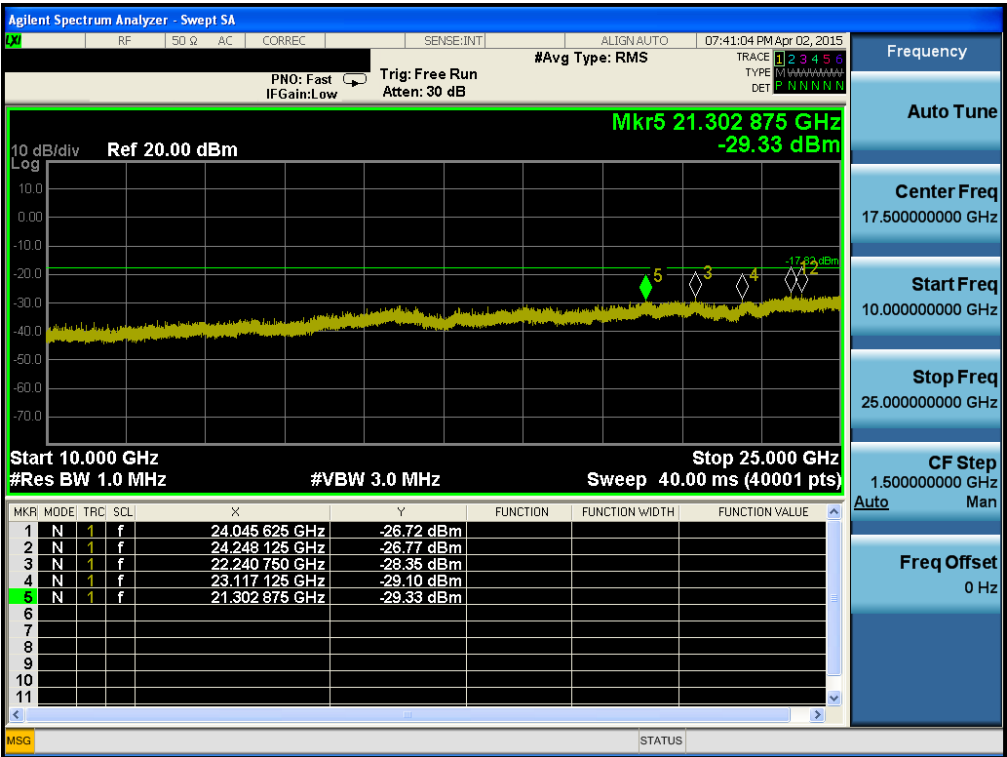 Agilent Spectrum Analyzer - Swept SA
LXI RF 50 Ω AC CORREC SENSE:INT ALIGN AUTO 07:41:04 PM Apr 02, 2015
#Avg Type: RMS
TRACE 1 2 3 4 5 6
TYPE M WWWWW
DET P N N N N N
PNO: Fast
IFGain:Low
Trig: Free Run
Atten: 30 dB
Mkr5 21.302 875 GHz
-29.33 dBm
10 dB/div Ref 20.00 dBm
Log
10.0
0.00
-10.0
-20.0
-30.0
-40.0
-50.0
-60.0
-70.0
5
3
4
1
2
Start 10.000 GHz Stop 25.000 GHz
#Res BW 1.0 MHz #VBW 3.0 MHz Sweep 40.00 ms (40001 pts)
MKR MODE TRC SCL X Y FUNCTION FUNCTION WIDTH FUNCTION VALUE
1 N 1 f 24.045 625 GHz -26.72 dBm
2 N 1 f 24.248 125 GHz -26.77 dBm
3 N 1 f 22.240 750 GHz -28.35 dBm
4 N 1 f 23.117 125 GHz -29.10 dBm
5 N 1 f 21.302 875 GHz -29.33 dBm
6
7
8
9
10
11
MSG STATUS
Frequency
Auto Tune
Center Freq
17.500000000 GHz
Start Freq
10.000000000 GHz
Stop Freq
25.000000000 GHz
CF Step
1.500000000 GHz
Auto Man
Freq Offset
0 Hz